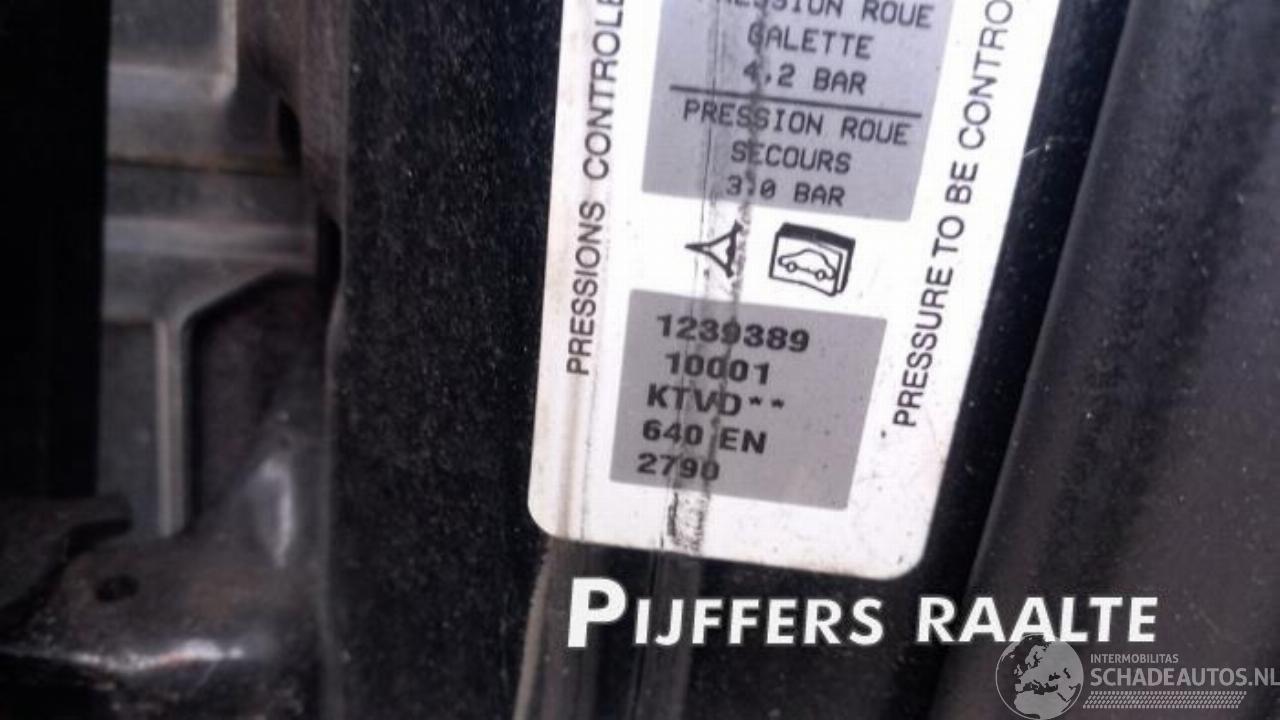 PRESSION ROUE
GALETTE
4,2 BAR
PRESSION ROUE
SECOURS
3.0 BAR
PRESSIONS CONTROLE
PRESSURE TO BE CONTRO
1239389
10001
KTVD**
640 EN
2790
PIJFFERS RAALTE
INTERMOBILITAS
SCHADEAUTOS.NL